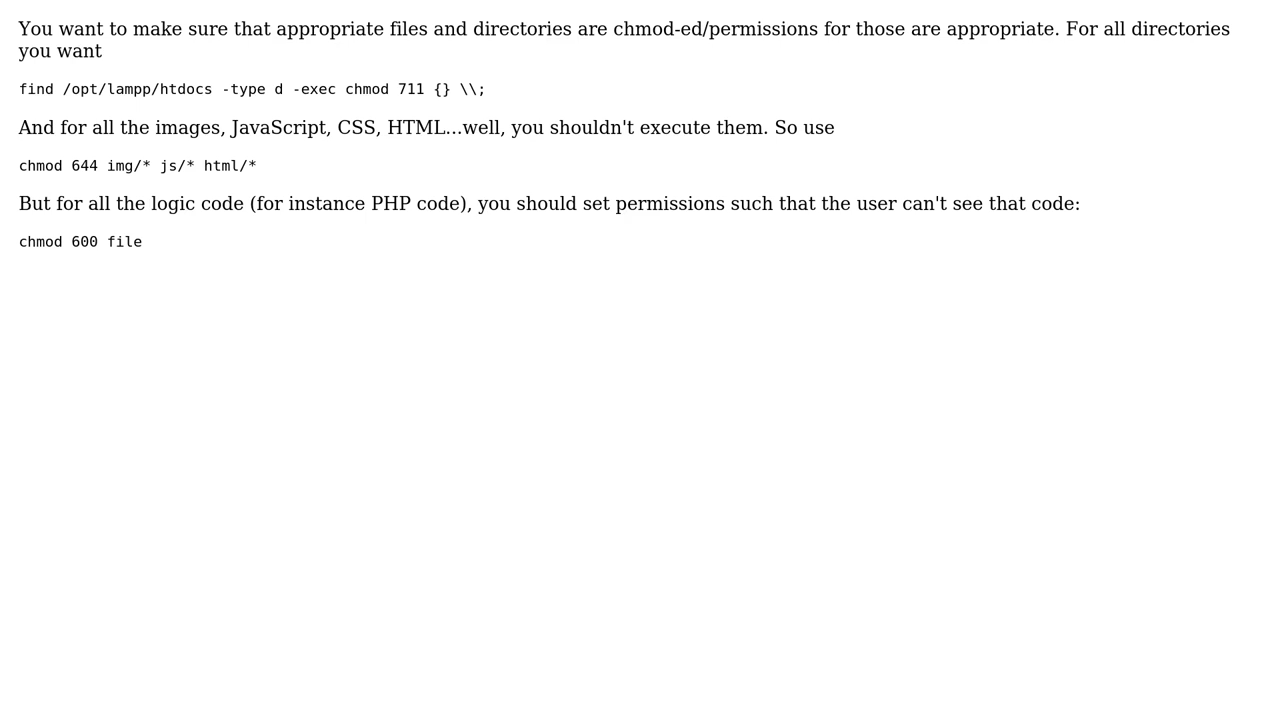 You want to make sure that appropriate files and directories are chmod-ed/permissions for those are appropriate. For all directories
you want
find /opt/lampp/htdocs -type d -exec chmod 711 {} \\;
And for all the images, JavaScript, CSS, HTML...well, you shouldn't execute them. So use
chmod 644 img/* js/* html/*
But for all the logic code (for instance PHP code), you should set permissions such that the user can't see that code:
chmod 600 file